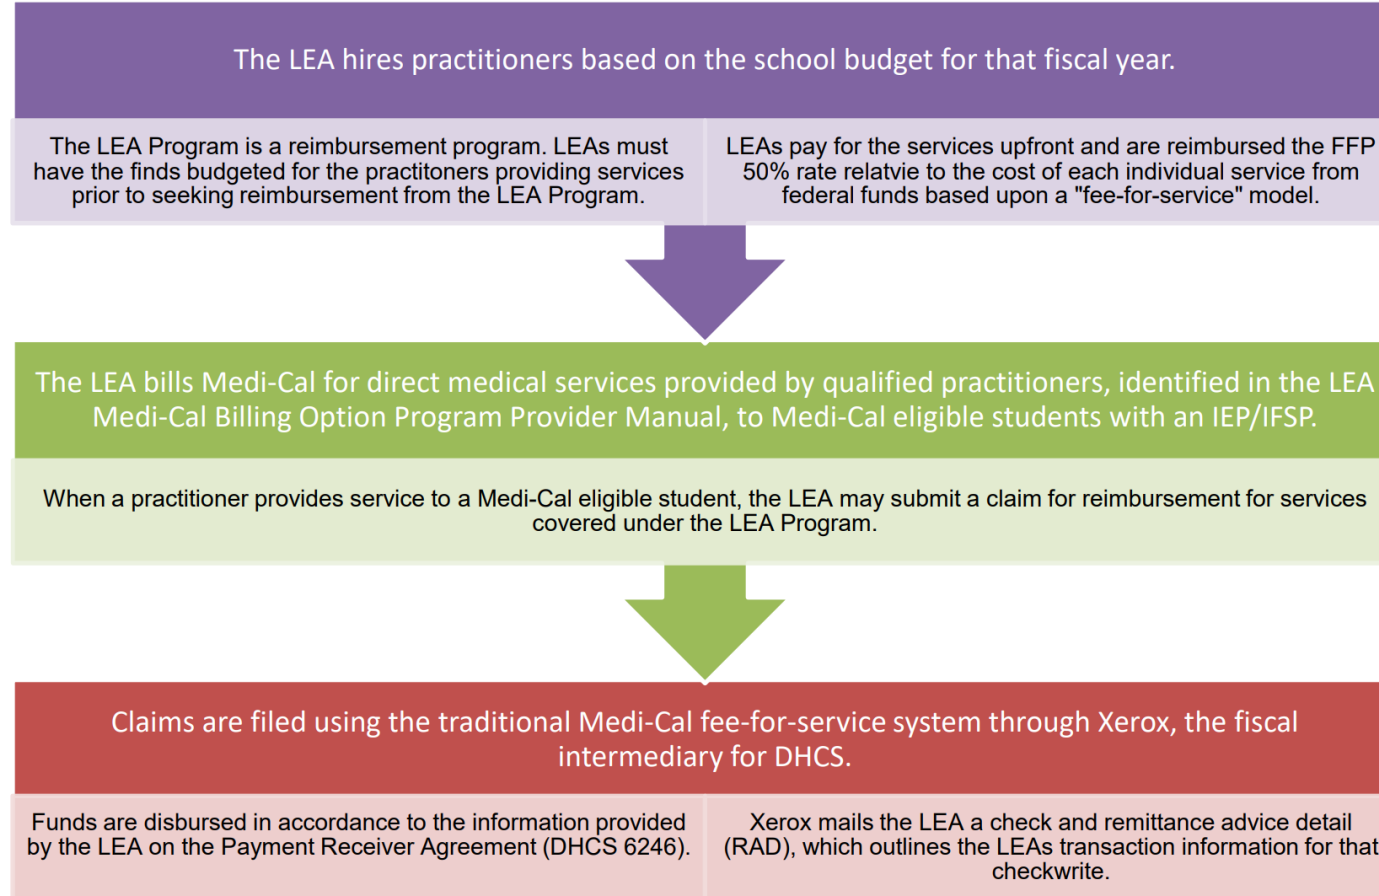 The LEA hires practitioners based on the school budget for that fiscal year.
The LEA Program is a reimbursement program. LEAs must
have the finds budgeted for the practitoners providing services
prior to seeking reimbursement from the LEA Program.
LEAs pay for the services upfront and are reimbursed the FFP
50% rate relatvie to the cost of each individual service from
federal funds based upon a "fee-for-service" model.
The LEA bills Medi-Cal for direct medical services provided by qualified practitioners, identified in the LEA
Medi-Cal Billing Option Program Provider Manual, to Medi-Cal eligible students with an IEP/IFSP.
When a practitioner provides service to a Medi-Cal eligible student, the LEA may submit a claim for reimbursement for services
covered under the LEA Program.
Claims are filed using the traditional Medi-Cal fee-for-service system through Xerox, the fiscal
intermediary for DHCS.
Funds are disbursed in accordance to the information provided
by the LEA on the Payment Receiver Agreement (DHCS 6246).
Xerox mails the LEA a check and remittance advice detail
(RAD), which outlines the LEAs transaction information for that
checkwrite.